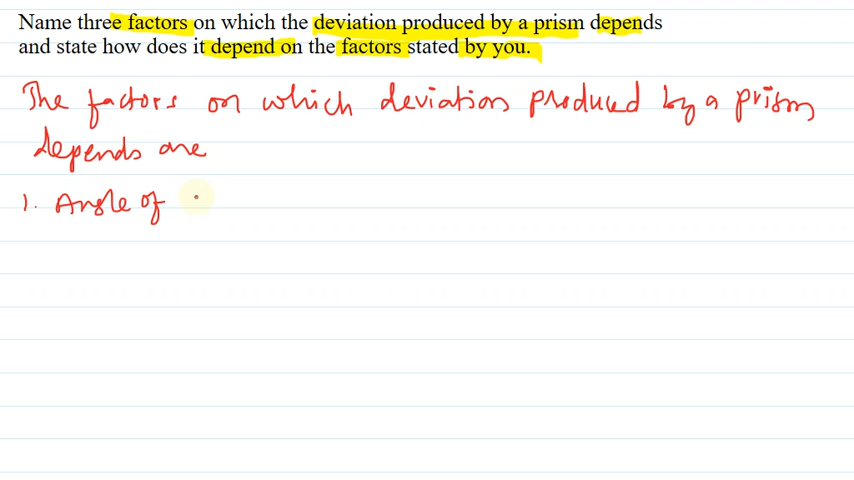 Name three factors on which the deviation produced by a prism depends
and state how does it depend on the factors stated by you.
The factors on which deviation produced by a prism
depends are
1. Angle of